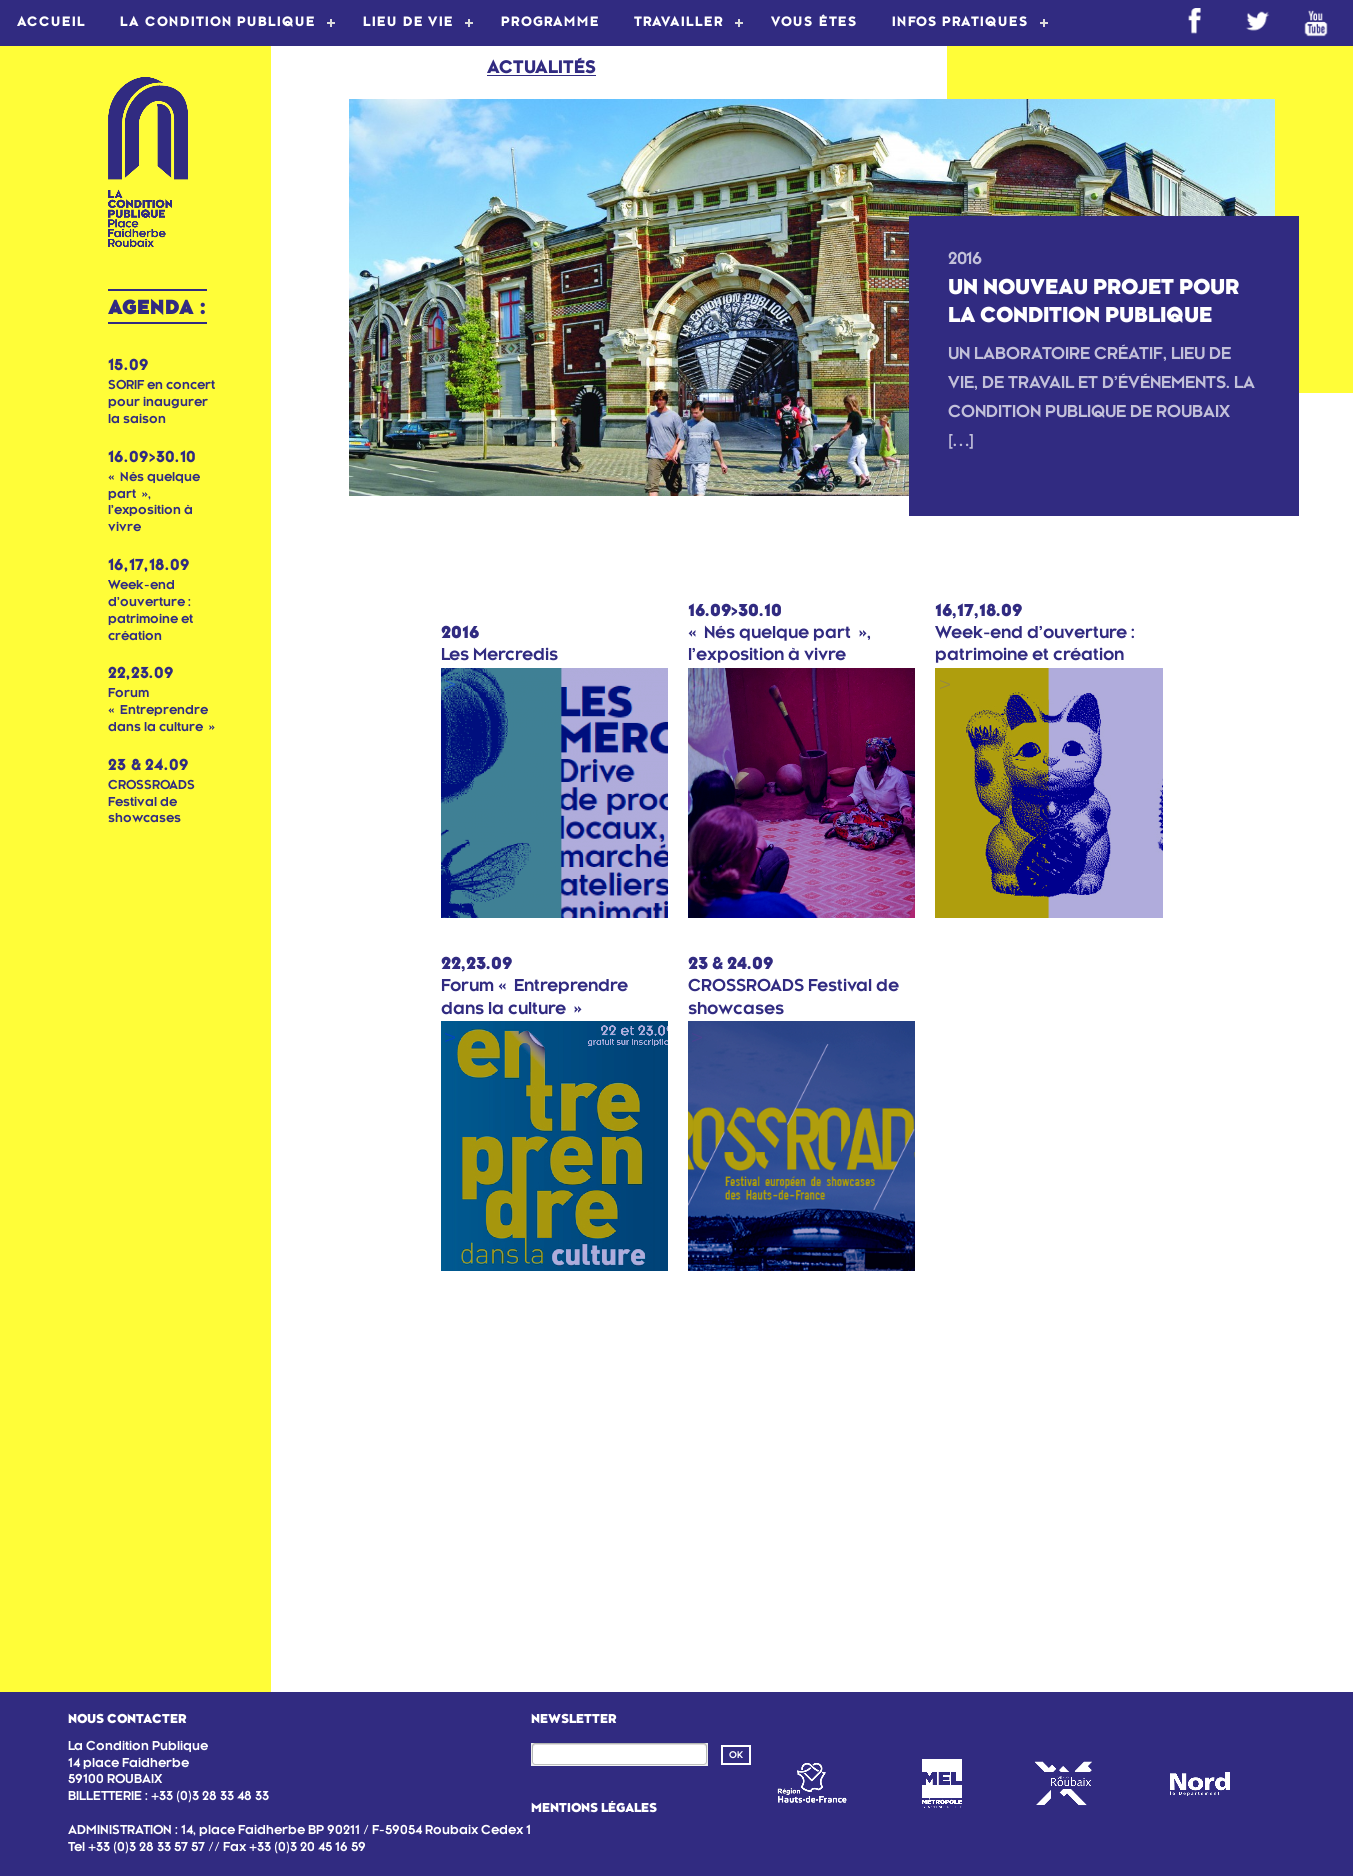 ACCUEIL LA CONDITION PUBLIQUE + LIEU DE VIE + PROGRAMME TRAVAILLER + VOUS ÊTES INFOS PRATIQUES + f You Tube
ACTUALITÉS
LA
CONDITION
PUBLIQUE
Place
Faidherbe
Roubaix
AGENDA :
15.09
SORIF en concert
pour inaugurer
la saison
16.09>30.10
« Nés quelque
part »,
l'exposition à
vivre
16,17,18.09
Week-end
d'ouverture :
patrimoine et
création
22,23.09
Forum
« Entreprendre
dans la culture »
23 & 24.09
CROSSROADS
Festival de
showcases
LA CONDITION PUBLIQUE
2016
UN NOUVEAU PROJET POUR
LA CONDITION PUBLIQUE
UN LABORATOIRE CRÉATIF, LIEU DE
VIE, DE TRAVAIL ET D'ÉVÉNEMENTS. LA
CONDITION PUBLIQUE DE ROUBAIX
[…]
2016
Les Mercredis
LES
MERC
Drive
de proc
locaux,
marché
ateliers
animati
16.09>30.10
« Nés quelque part »,
l'exposition à vivre
16,17,18.09
Week-end d'ouverture :
patrimoine et création
>
22,23.09
Forum « Entreprendre
dans la culture »
22 et 23.09
gratuit sur inscriptio
en
tre
pren
dre
dans la culture
23 & 24.09
CROSSROADS Festival de
showcases
ROSSROAD
Festival européen de showcases
des Hauts-de-France
NOUS CONTACTER
La Condition Publique
14 place Faidherbe
59100 ROUBAIX
BILLETTERIE : +33 (0)3 28 33 48 33
ADMINISTRATION : 14, place Faidherbe BP 90211 / F-59054 Roubaix Cedex 1
Tel +33 (0)3 28 33 57 57 // Fax +33 (0)3 20 45 16 59
NEWSLETTER
OK
MENTIONS LÉGALES
Région
Hauts-de-France
MEL
MÉTROPOLE
Roubaix
Nord
le Département